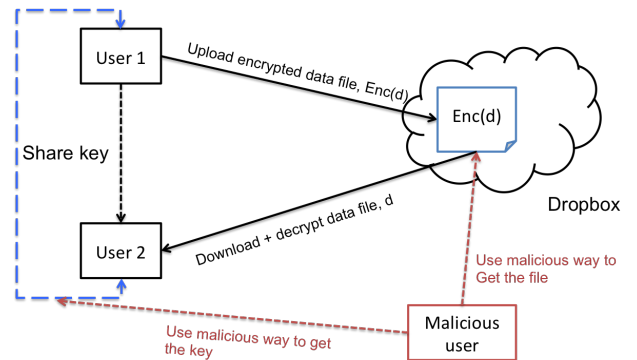 User 1
Upload encrypted data file, Enc(d)
Enc(d)
Share key
Dropbox
User 2
Download + decrypt data file, d
Use malicious way to
Get the file
Use malicious way to get
the key
Malicious
user